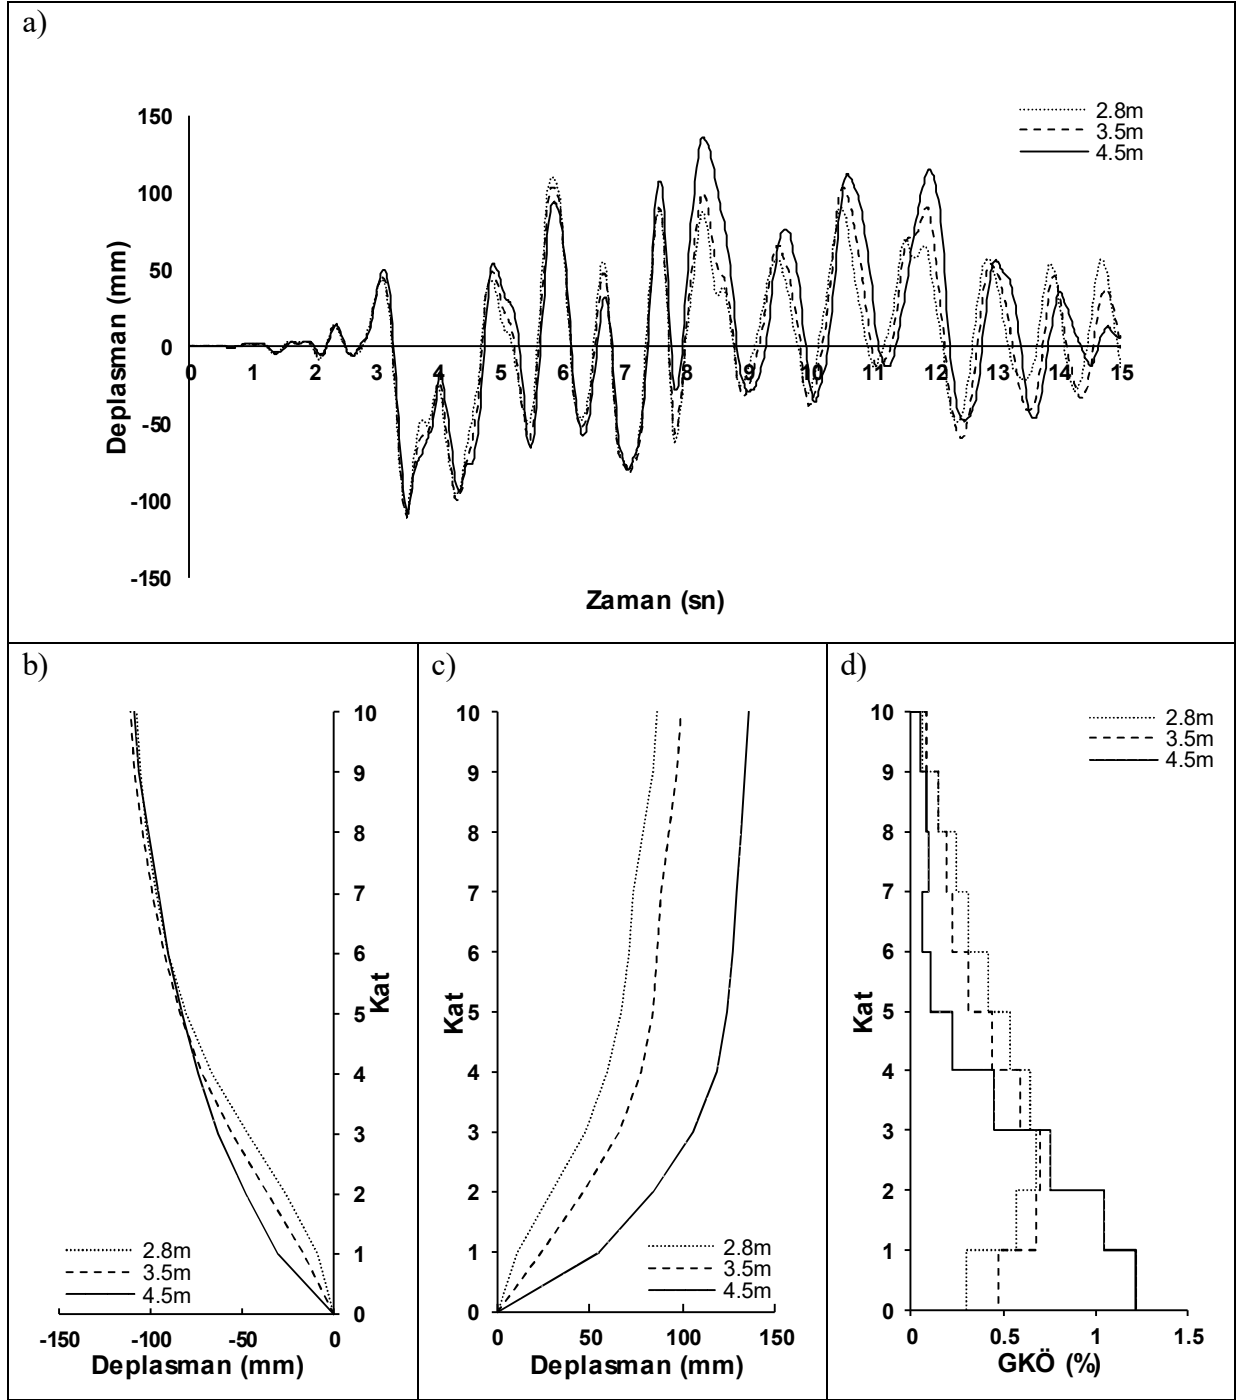 a)
2.8m
3.5m
4.5m
150
100
50
0
-50
-100
-150
Deplasman (mm)
0 1 2 3 4 5 6 7 8 9 10 11 12 13 14 15
Zaman (sn)
b)
10
9
8
7
6
5
4
3
2
1
0
Kat
2.8m
3.5m
4.5m
-150 -100 -50 0
Deplasman (mm)
c)
10
9
8
7
6
5
4
3
2
1
0
Kat
2.8m
3.5m
4.5m
0 50 100 150
Deplasman (mm)
d)
2.8m
3.5m
4.5m
10
9
8
7
6
5
4
3
2
1
0
Kat
0 0.5 1 1.5
GKÖ (%)